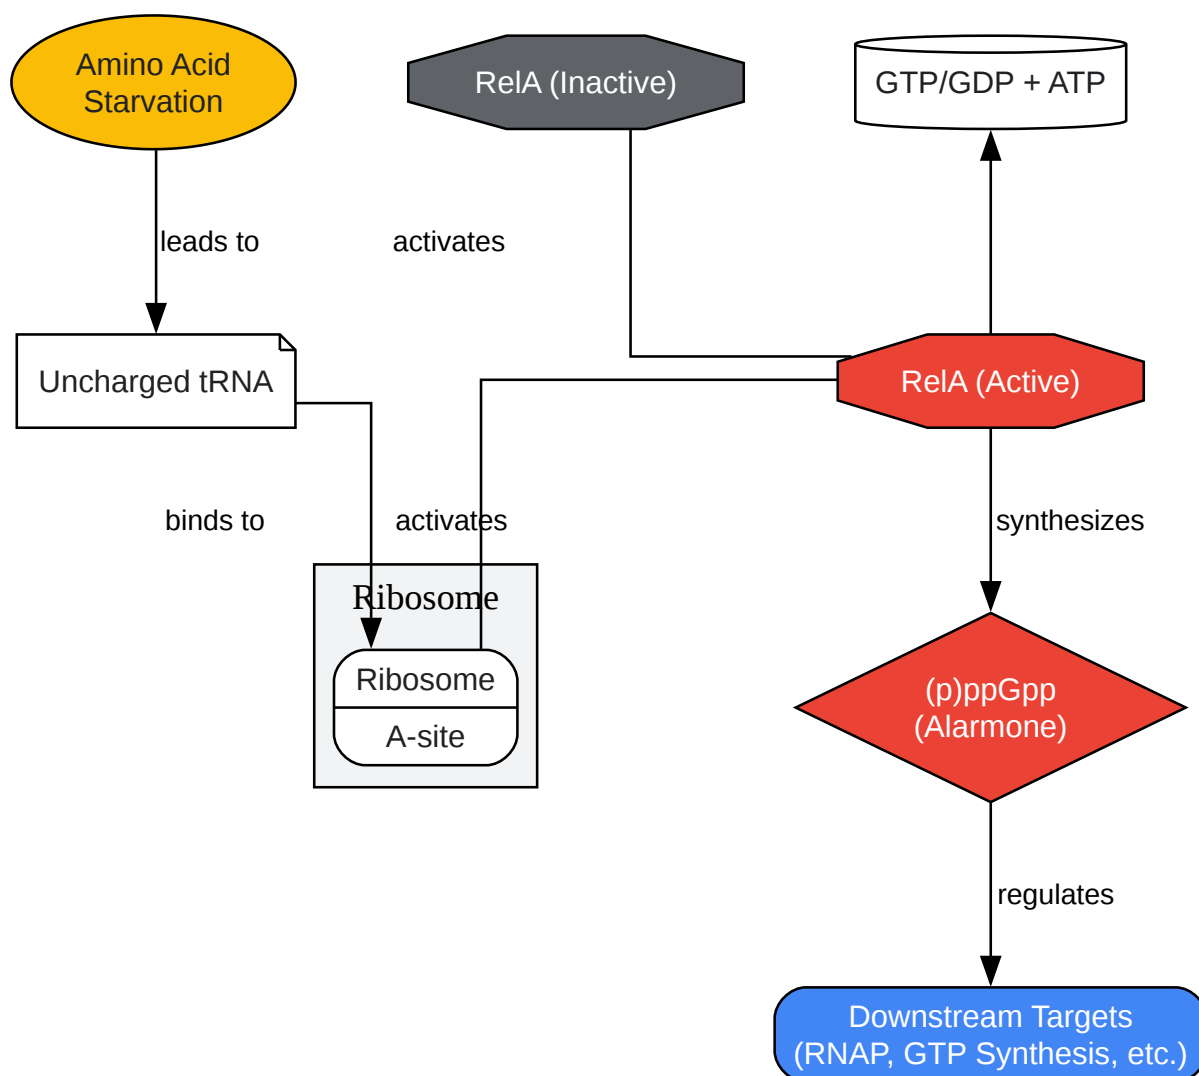 Amino Acid
Starvation
RelA (Inactive)
GTP/GDP + ATP
leads to
activates
Uncharged tRNA
RelA (Active)
binds to
activates
synthesizes
Ribosome
Ribosome
A-site
(p)ppGpp
(Alarmone)
regulates
Downstream Targets
(RNAP, GTP Synthesis, etc.)